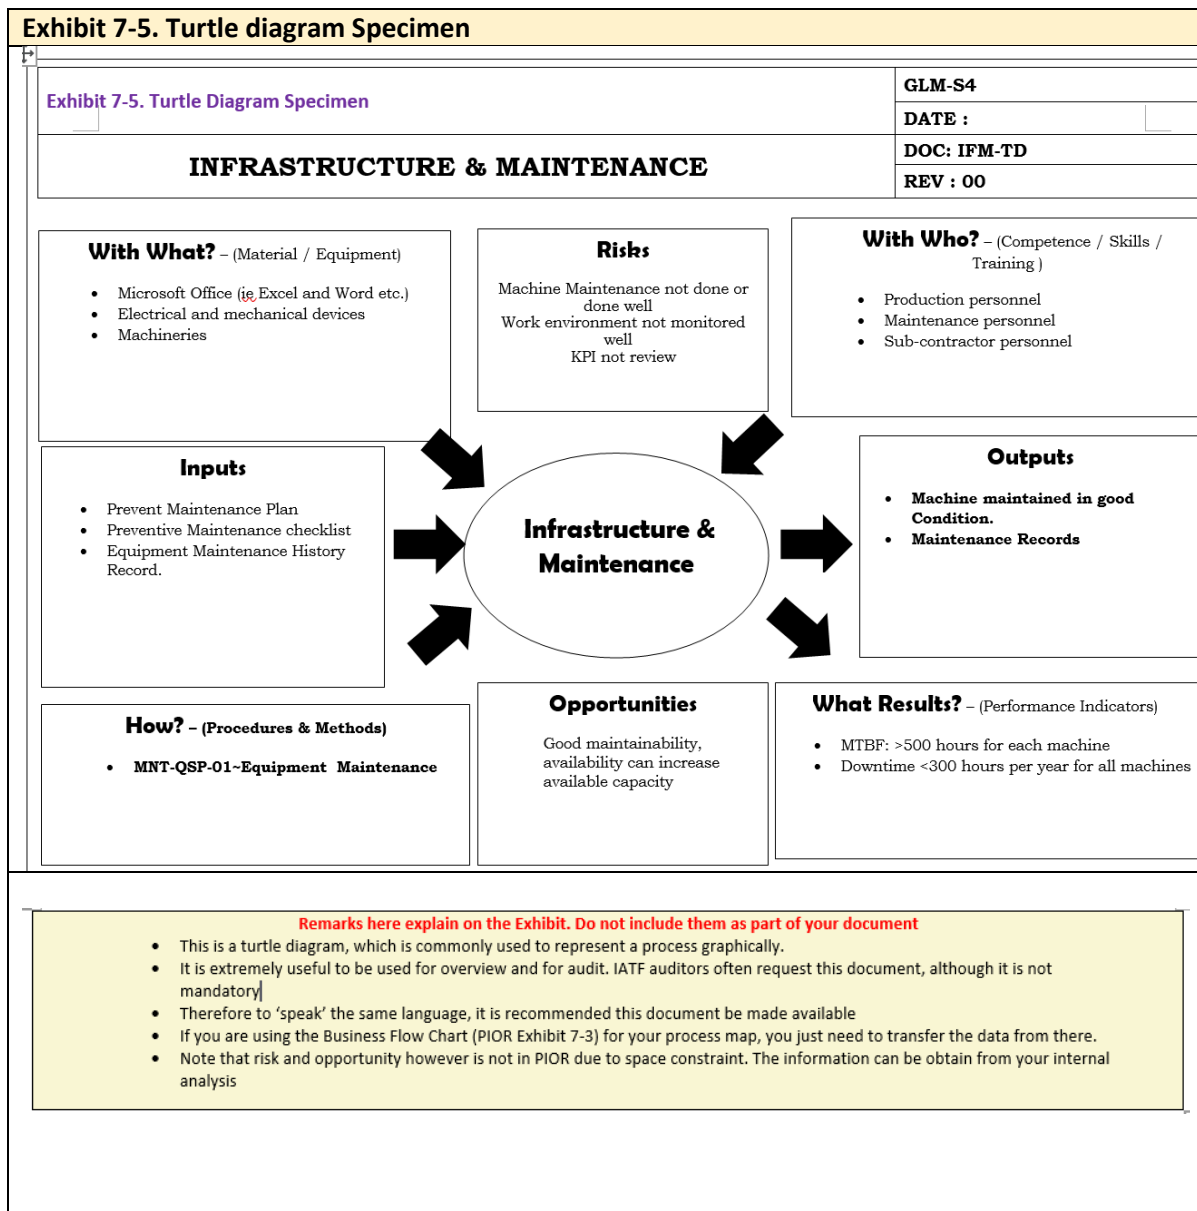 Exhibit 7-5. Turtle diagram Specimen
Exhibit 7-5. Turtle Diagram Specimen
GLM-S4
DATE :
INFRASTRUCTURE & MAINTENANCE
DOC: IFM-TD
REV : 00
With What? – (Material / Equipment)
• Microsoft Office (ie Excel and Word etc.)
• Electrical and mechanical devices
• Machineries
Risks
Machine Maintenance not done or
done well
Work environment not monitored
well
KPI not review
With Who? – (Competence / Skills /
Training )
• Production personnel
• Maintenance personnel
• Sub-contractor personnel
Inputs
• Prevent Maintenance Plan
• Preventive Maintenance checklist
• Equipment Maintenance History
Record.
Infrastructure &
Maintenance
Outputs
• Machine maintained in good
Condition.
• Maintenance Records
How? – (Procedures & Methods)
• MNT-QSP-01~Equipment Maintenance
Opportunities
Good maintainability,
availability can increase
available capacity
What Results? – (Performance Indicators)
• MTBF: >500 hours for each machine
• Downtime <300 hours per year for all machines
Remarks here explain on the Exhibit. Do not include them as part of your document
• This is a turtle diagram, which is commonly used to represent a process graphically.
• It is extremely useful to be used for overview and for audit. IATF auditors often request this document, although it is not
mandatory
• Therefore to ‘speak’ the same language, it is recommended this document be made available
• If you are using the Business Flow Chart (PIOR Exhibit 7-3) for your process map, you just need to transfer the data from there.
• Note that risk and opportunity however is not in PIOR due to space constraint. The information can be obtain from your internal
analysis